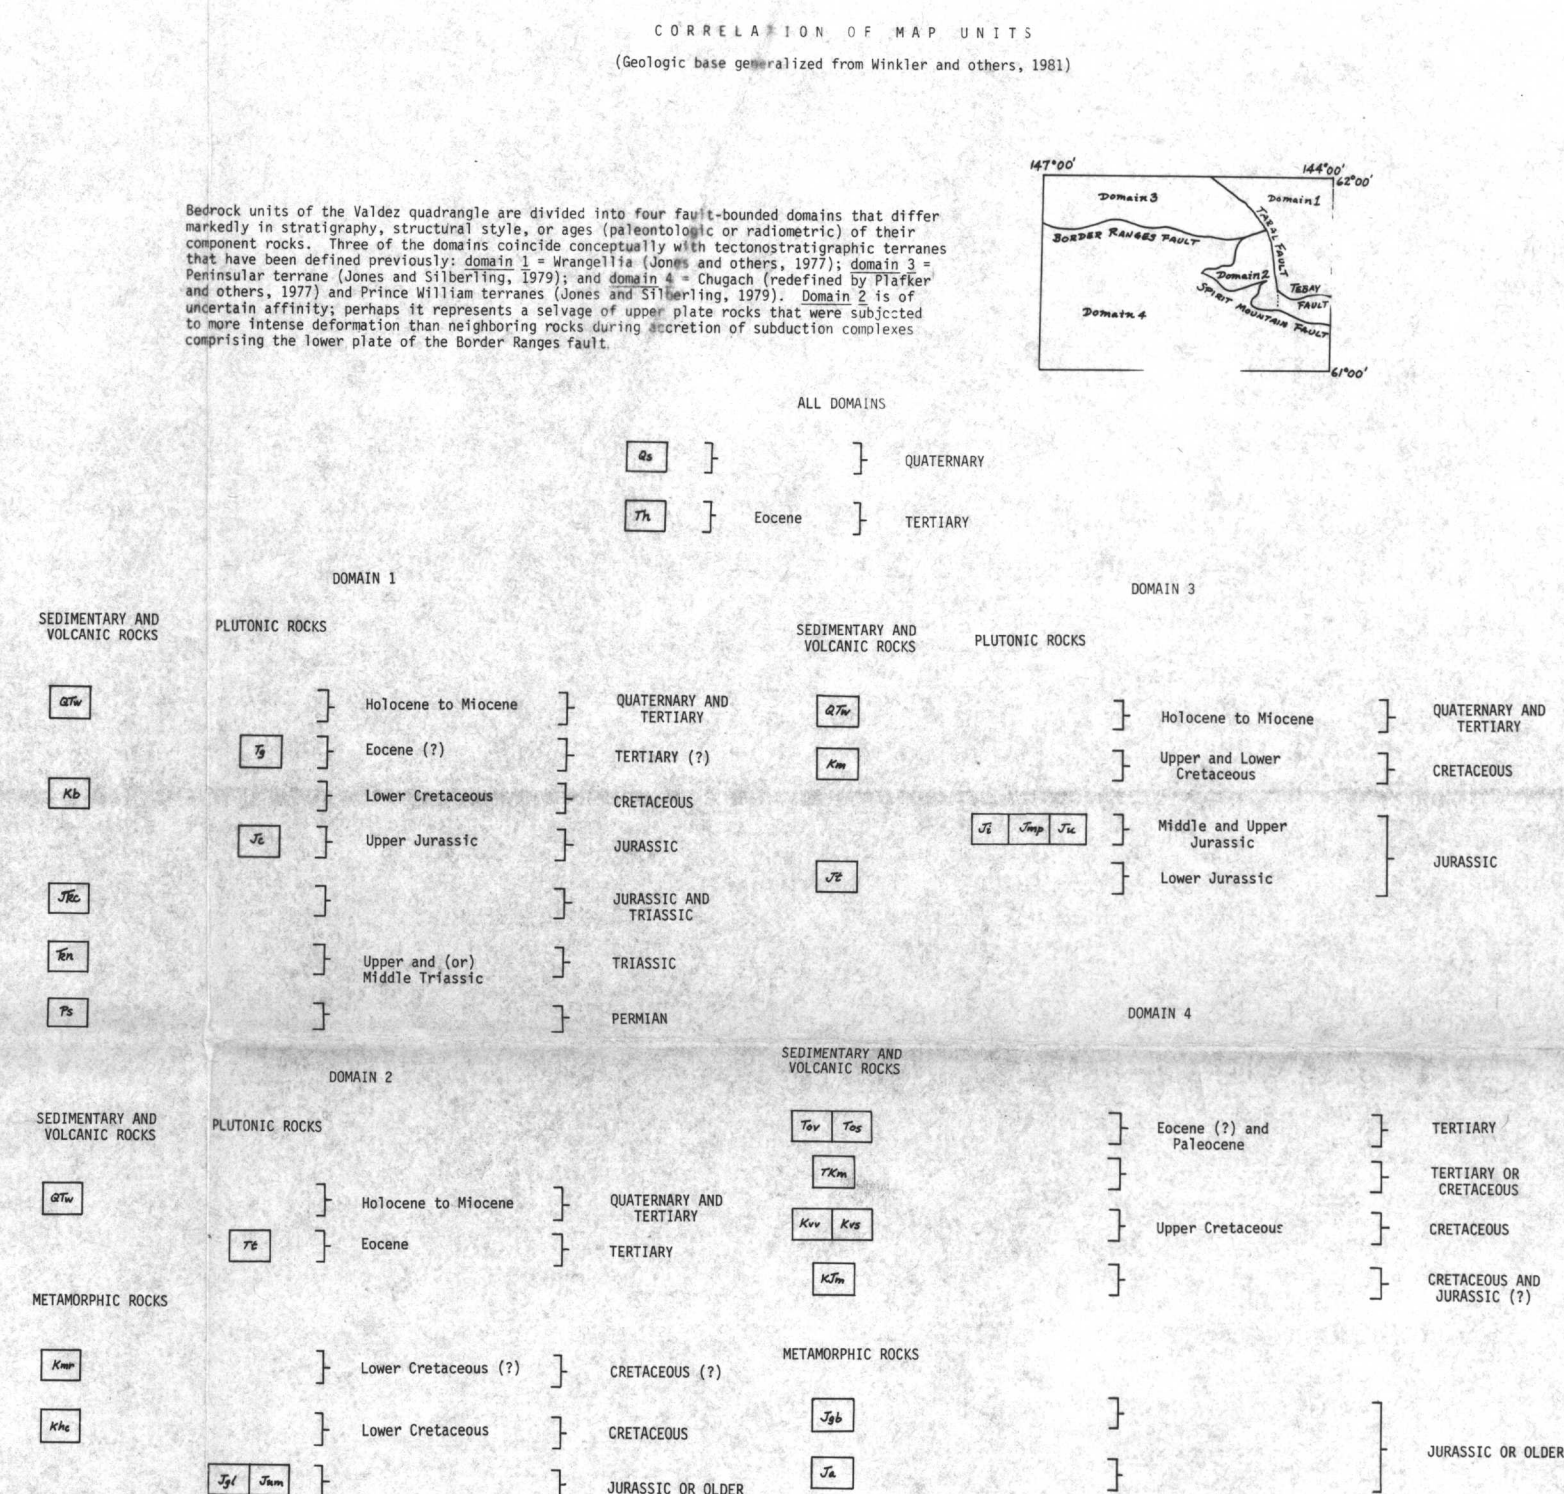 CORRELATION OF MAP UNITS
(Geologic base generalized from Winkler and others, 1981)
Bedrock units of the Valdez quadrangle are divided into four fault-bounded domains that differ
markedly in stratigraphy, structural style, or ages (paleontologic or radiometric) of their
component rocks. Three of the domains coincide conceptually with tectonostratigraphic terranes
that have been defined previously: domain 1 = Wrangellia (Jones and others, 1977); domain 3 =
Peninsular terrane (Jones and Silberling, 1979); and domain 4 = Chugach (redefined by Plafker
and others, 1977) and Prince William terranes (Jones and Silberling, 1979). Domain 2 is of
uncertain affinity; perhaps it represents a selvage of upper plate rocks that were subjected
to more intense deformation than neighboring rocks during accretion of subduction complexes
comprising the lower plate of the Border Ranges fault.
147°00'
144°00'
62°00'
Domain 3
Domain 1
TARAL FAULT
BORDER RANGES FAULT
Domain 2
TEBAY
FAULT
SPIRIT MOUNTAIN FAULT
Domain 4
61°00'
ALL DOMAINS
Qs QUATERNARY
Th Eocene TERTIARY
DOMAIN 1
SEDIMENTARY AND
VOLCANIC ROCKS
PLUTONIC ROCKS
QTw Holocene to Miocene QUATERNARY AND
TERTIARY
Tg Eocene (?) TERTIARY (?)
Kb Lower Cretaceous CRETACEOUS
Jc Upper Jurassic JURASSIC
JTRc JURASSIC AND
TRIASSIC
TRn Upper and (or)
Middle Triassic
TRIASSIC
Ps PERMIAN
DOMAIN 2
SEDIMENTARY AND
VOLCANIC ROCKS
PLUTONIC ROCKS
QTw Holocene to Miocene QUATERNARY AND
TERTIARY
Tt Eocene TERTIARY
METAMORPHIC ROCKS
Kmr Lower Cretaceous (?) CRETACEOUS (?)
Khc Lower Cretaceous CRETACEOUS
Jgl Jum JURASSIC OR OLDER
DOMAIN 3
SEDIMENTARY AND
VOLCANIC ROCKS
PLUTONIC ROCKS
QTw Holocene to Miocene QUATERNARY AND
TERTIARY
Km Upper and Lower
Cretaceous
CRETACEOUS
Ji Jmp Ju Middle and Upper
Jurassic
JURASSIC
Jt Lower Jurassic
DOMAIN 4
SEDIMENTARY AND
VOLCANIC ROCKS
Tov Tos Eocene (?) and
Paleocene
TERTIARY
TKm TERTIARY OR
CRETACEOUS
Kvv Kvs Upper Cretaceous CRETACEOUS
KJm CRETACEOUS AND
JURASSIC (?)
METAMORPHIC ROCKS
Jgb
Ja
JURASSIC OR OLDER